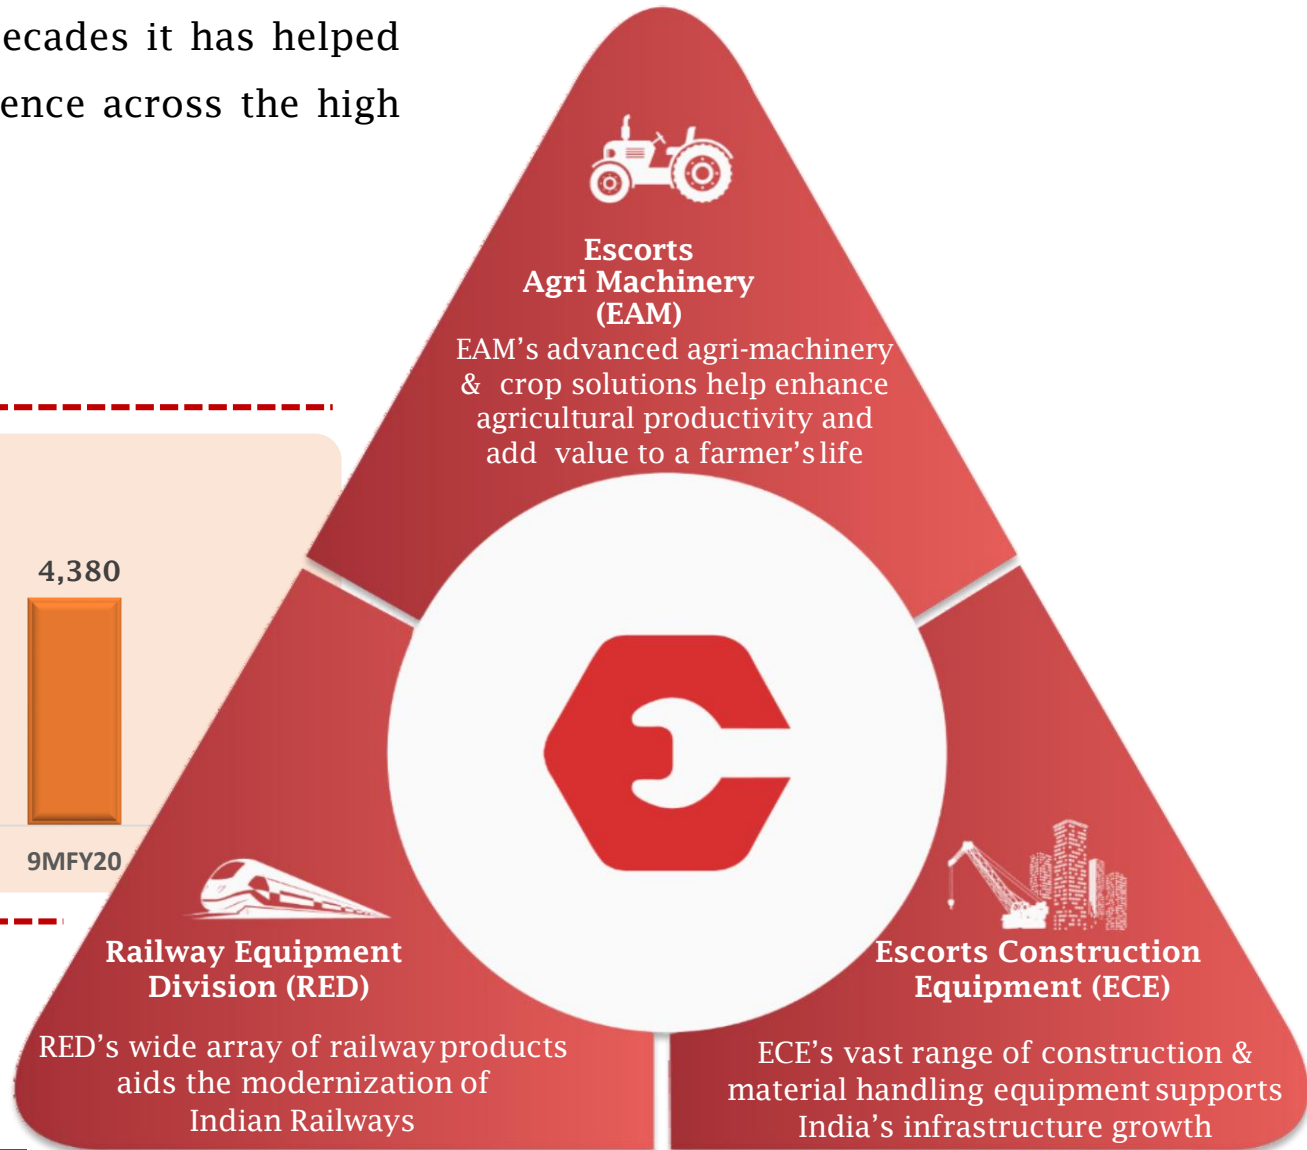 ecades it has helped
ence across the high
Escorts
Agri Machinery
(EAM)
EAM's advanced agri-machinery
& crop solutions help enhance
agricultural productivity and
add value to a farmer's life
4,380
9MFY20
Railway Equipment
Division (RED)
RED's wide array of railway products
aids the modernization of
Indian Railways
Escorts Construction
Equipment (ECE)
ECE's vast range of construction &
material handling equipment supports
India's infrastructure growth